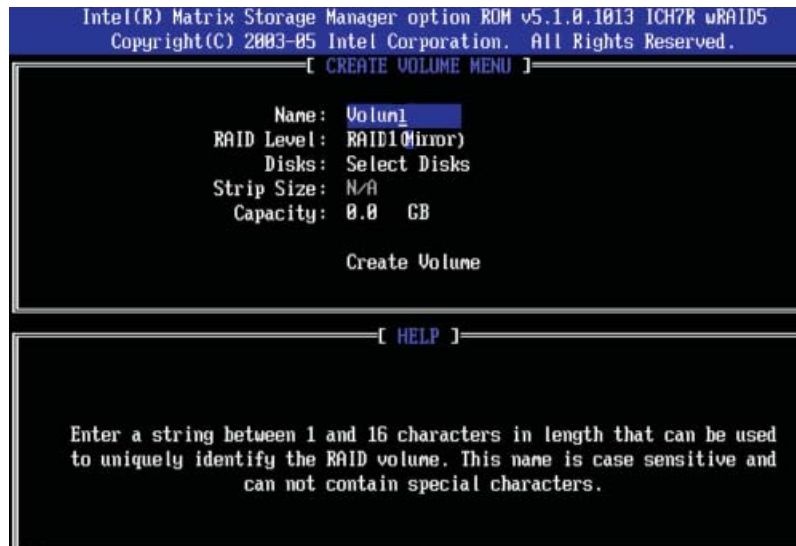 Intel(R) Matrix Storage Manager option ROM v5.1.0.1013 ICH7R wRAID5
Copyright(C) 2003-05 Intel Corporation. All Rights Reserved.
[ CREATE VOLUME MENU ]
Name: Volum1
RAID Level: RAID1(Mirror)
Disks: Select Disks
Strip Size: N/A
Capacity: 0.0 GB
Create Volume
[ HELP ]
Enter a string between 1 and 16 characters in length that can be used
to uniquely identify the RAID volume. This name is case sensitive and
can not contain special characters.